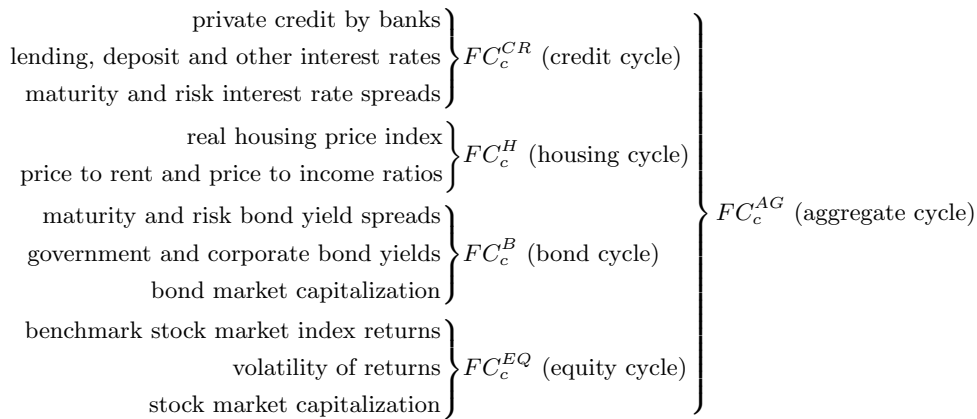 private credit by banks
lending, deposit and other interest rates
maturity and risk interest rate spreads
FC_c^{CR} (credit cycle)
real housing price index
price to rent and price to income ratios
FC_c^{H} (housing cycle)
maturity and risk bond yield spreads
government and corporate bond yields
bond market capitalization
FC_c^{B} (bond cycle)
benchmark stock market index returns
volatility of returns
stock market capitalization
FC_c^{EQ} (equity cycle)
FC_c^{AG} (aggregate cycle)